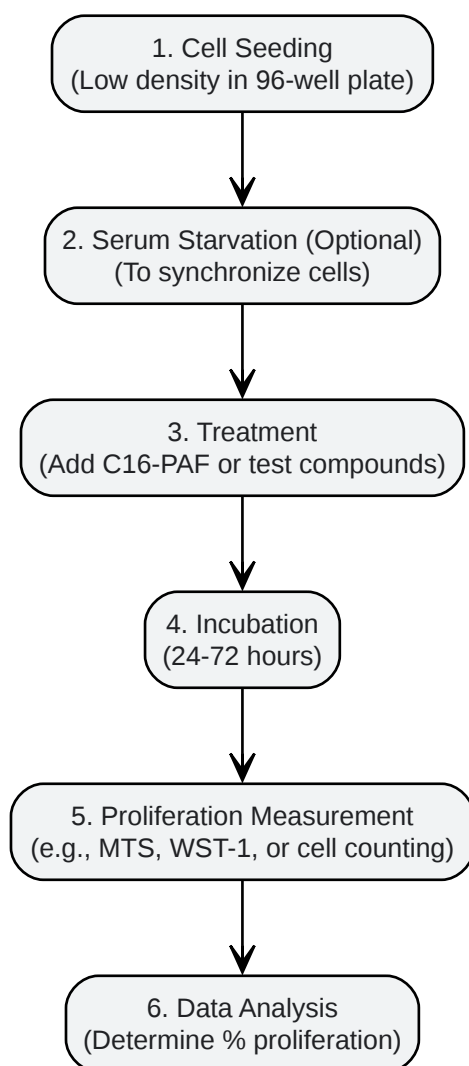 1. Cell Seeding
(Low density in 96-well plate)
2. Serum Starvation (Optional)
(To synchronize cells)
3. Treatment
(Add C16-PAF or test compounds)
4. Incubation
(24-72 hours)
5. Proliferation Measurement
(e.g., MTS, WST-1, or cell counting)
6. Data Analysis
(Determine % proliferation)